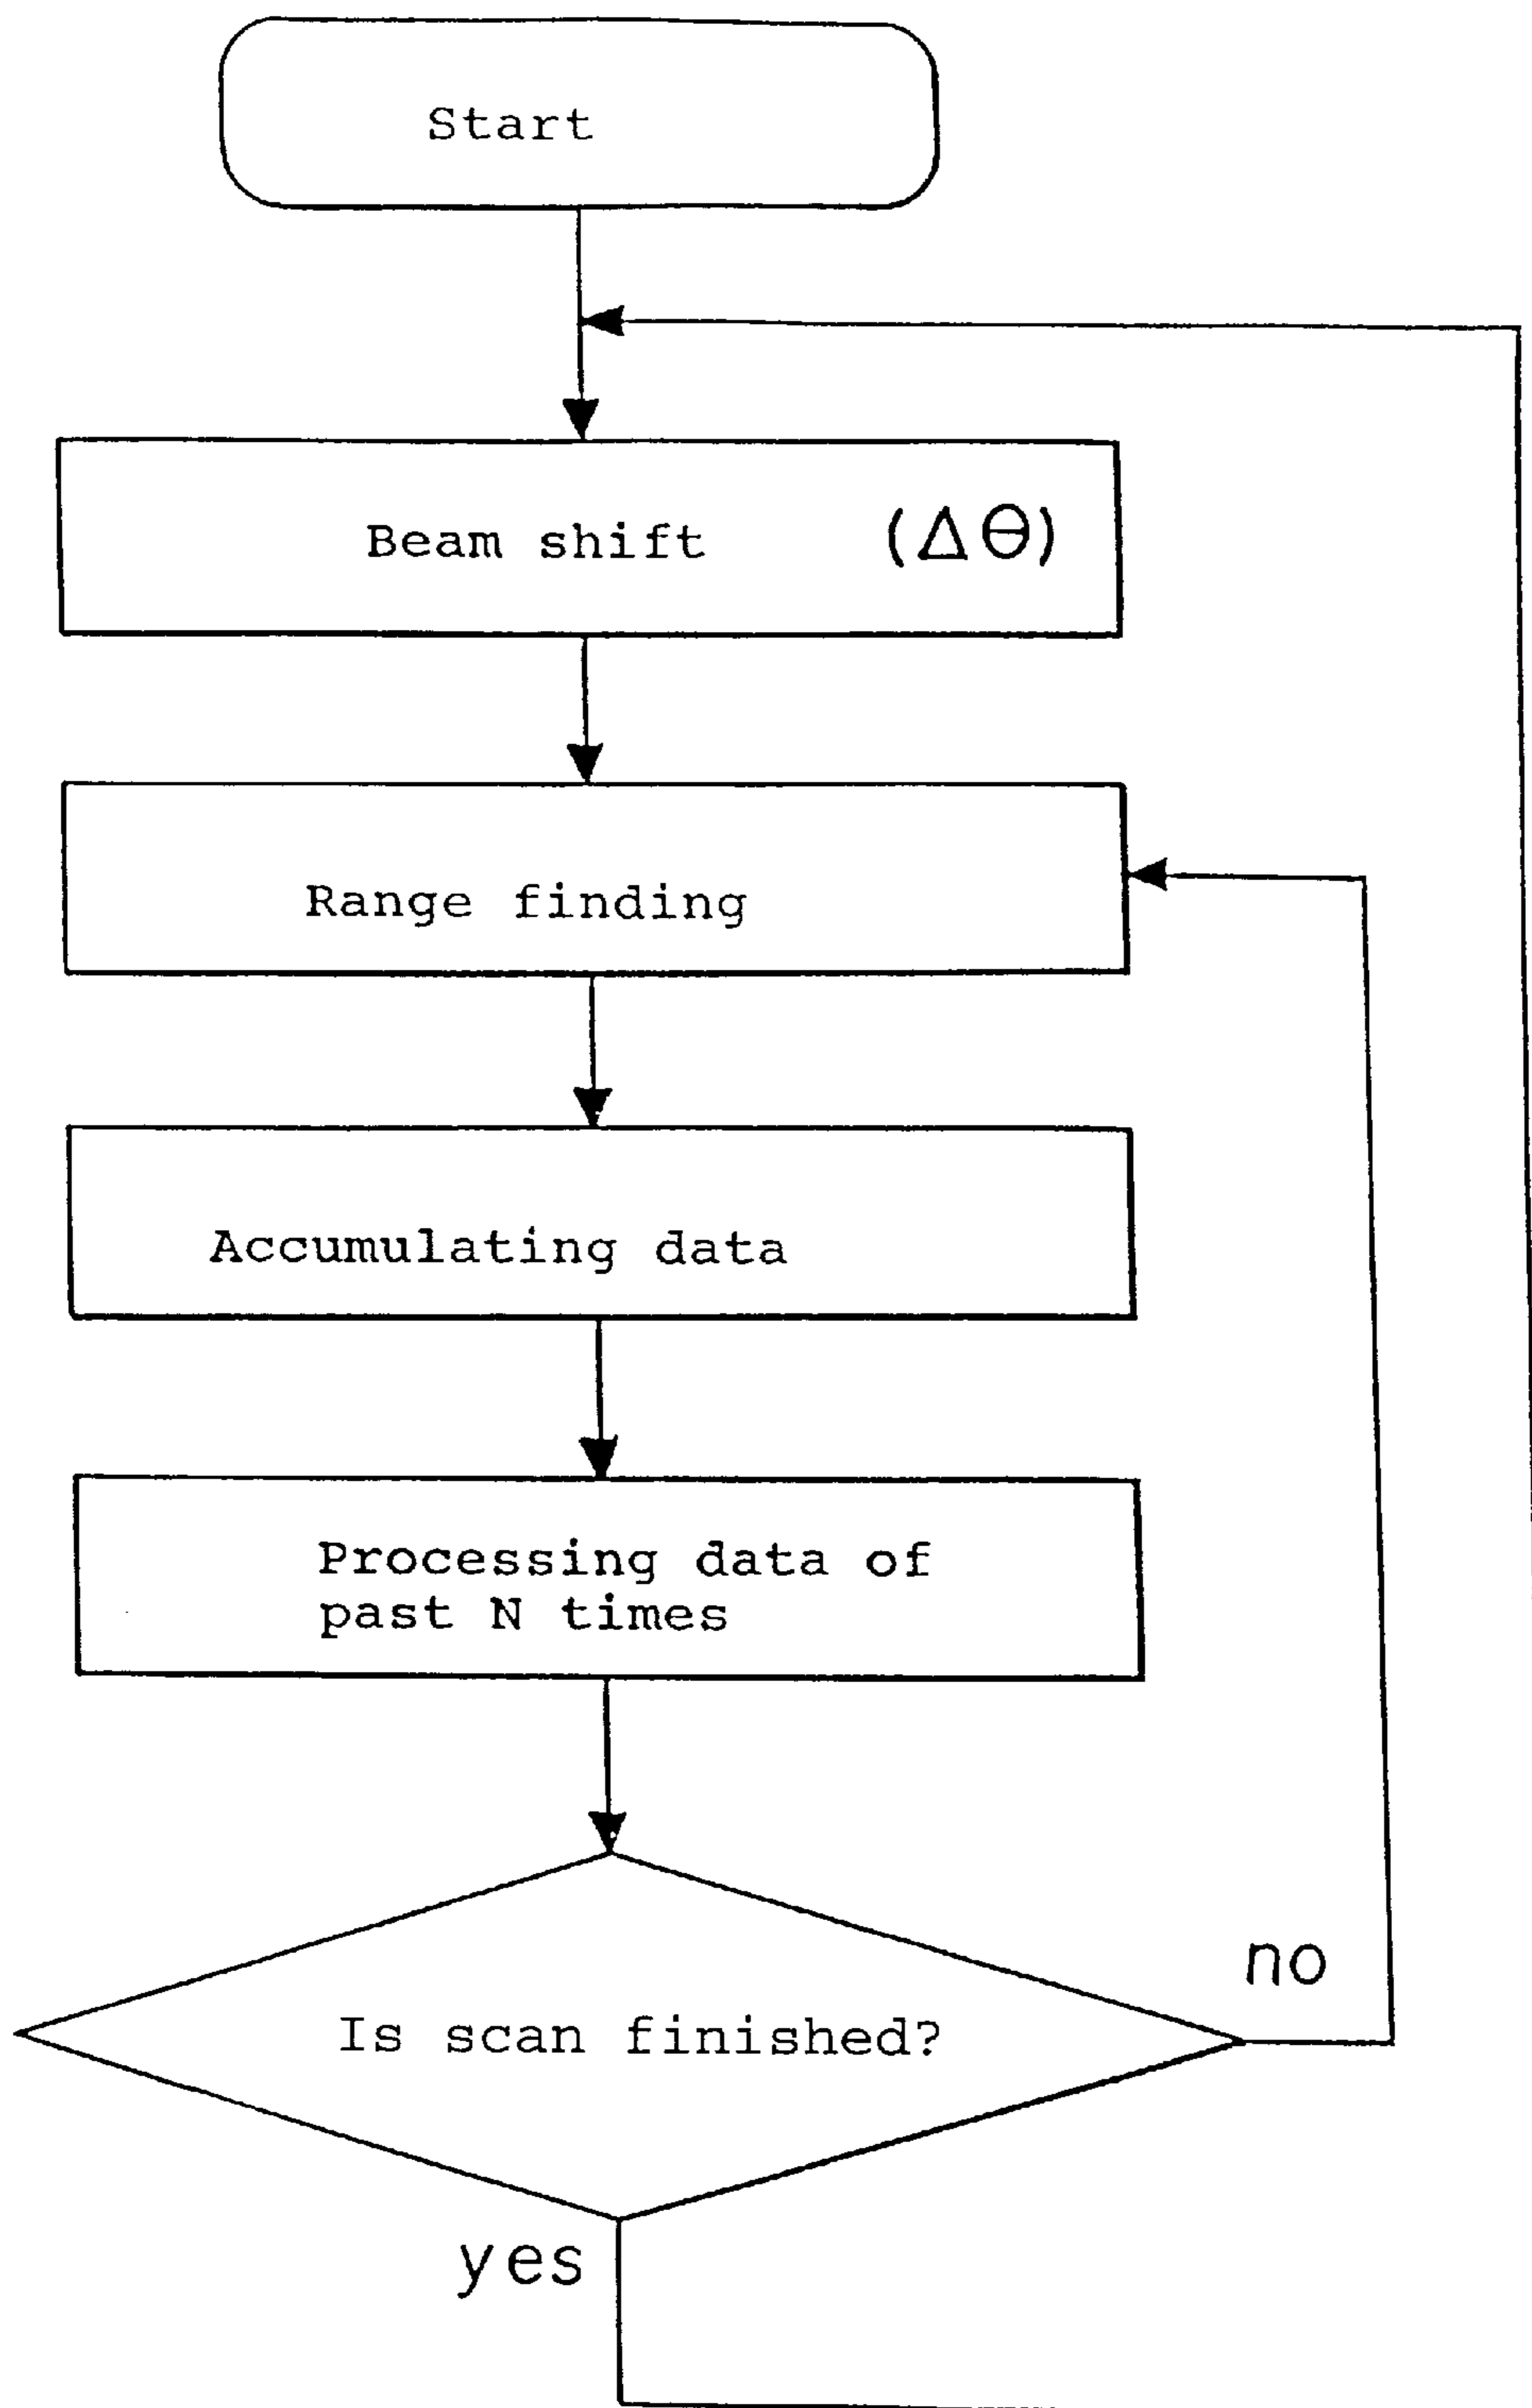 Start
Beam shift (ΔΘ)
Range finding
Accumulating data
Processing data of
past N times
no
Is scan finished?
yes